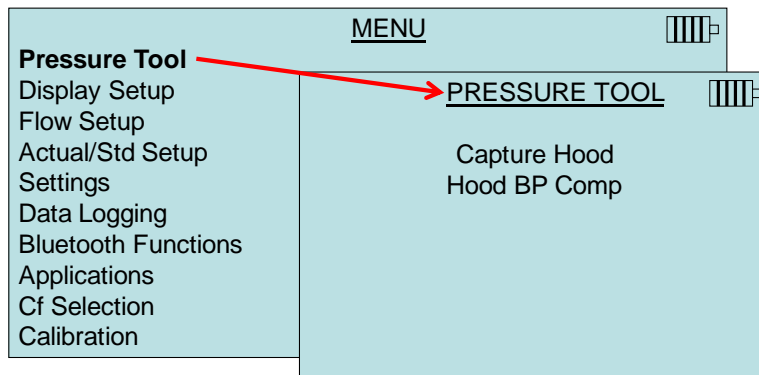 MENU
Pressure Tool
Display Setup
Flow Setup
Actual/Std Setup
Settings
Data Logging
Bluetooth Functions
Applications
Cf Selection
Calibration
PRESSURE TOOL
Capture Hood
Hood BP Comp